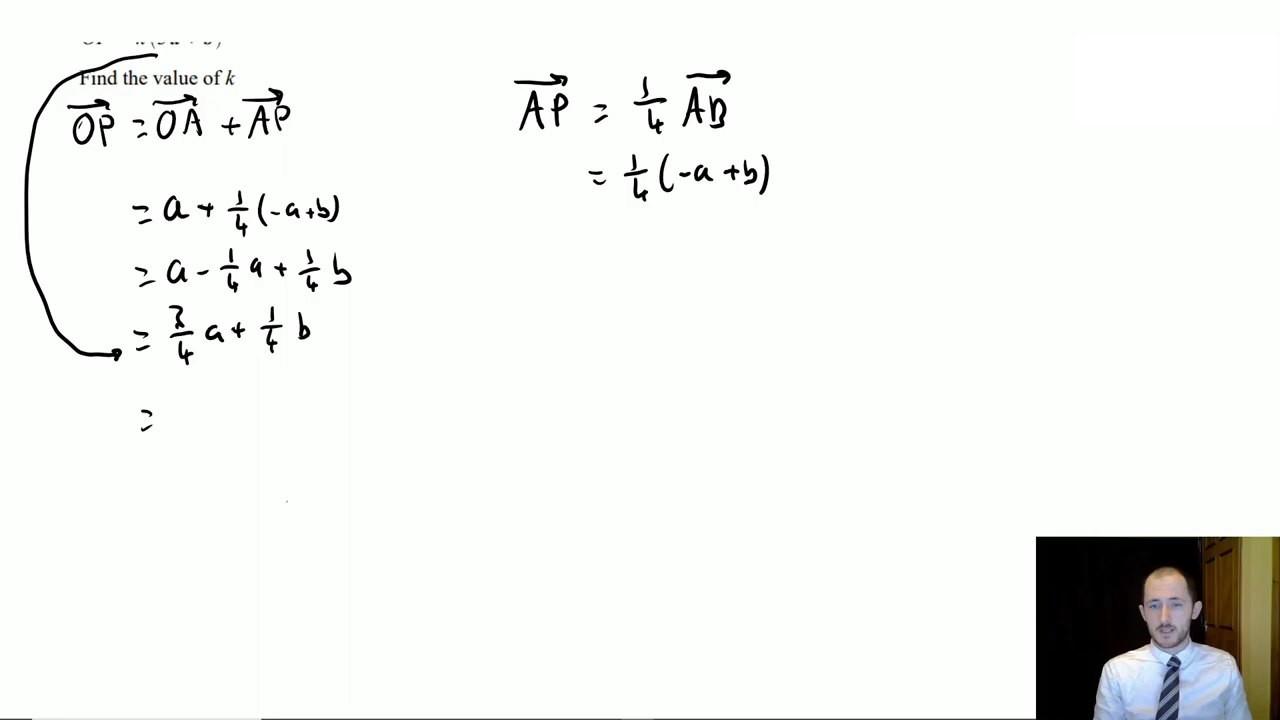 Find the value of k
OP = OA + AP
= a + 1/4 (-a+b)
= a - 1/4 a + 1/4 b
= 3/4 a + 1/4 b
=
AP = 1/4 AB
= 1/4 (-a + b)